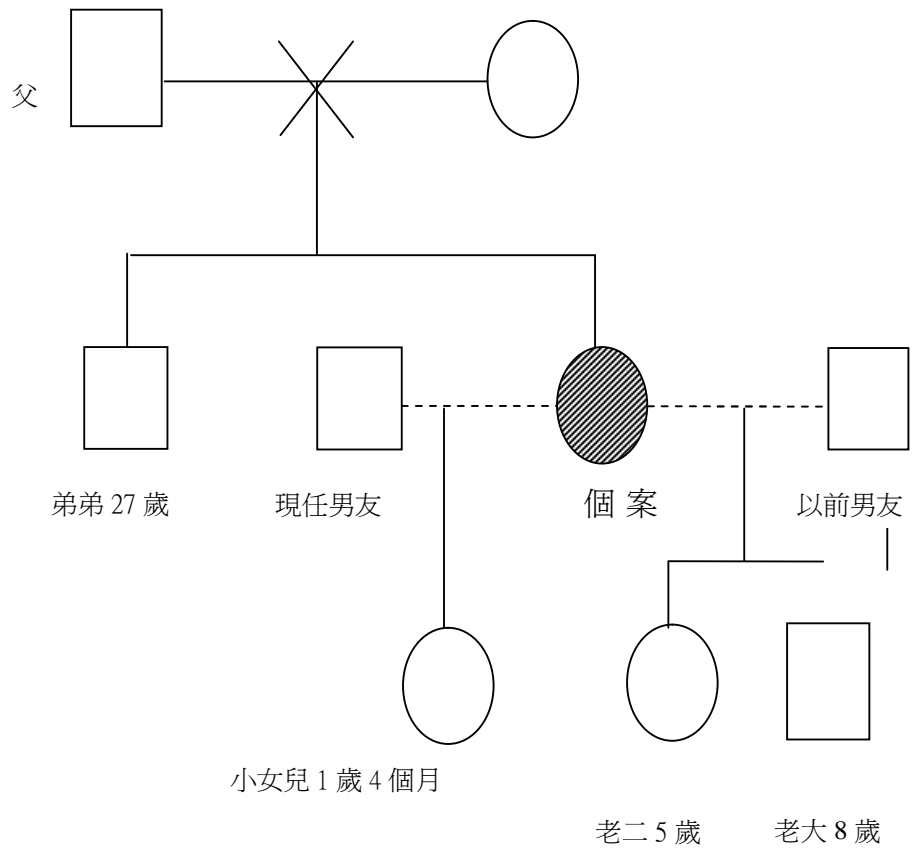 父
弟弟 27 歲
現任男友
個 案
以前男友
小女兒 1 歲 4 個月
老二 5 歲
老大 8 歲